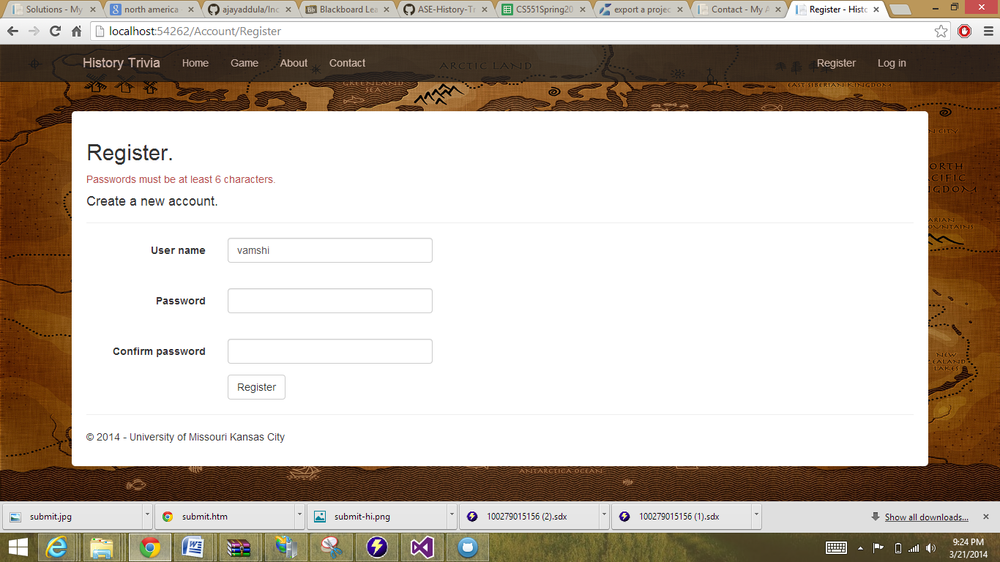 Solutions - My A
north america
ajayaddula/Inc
Blackboard Lea
ASE-History-Tr
CS551Spring20
export a projec
Contact - My A
Register - Histo
localhost:54262/Account/Register
History Trivia
Home
Game
About
Contact
Register
Log in
ARCTIC LAND
GREENLAND
SEA
EAST SIBERIAN KINGDOM
Register.
Passwords must be at least 6 characters.
Create a new account.
User name
vamshi
Password
Confirm password
Register
© 2014 - University of Missouri Kansas City
NEW
LAKES
ANTARCTICA OCEAN
submit.jpg
submit.htm
submit-hi.png
100279015156 (2).sdx
100279015156 (1).sdx
Show all downloads...
9:24 PM
3/21/2014